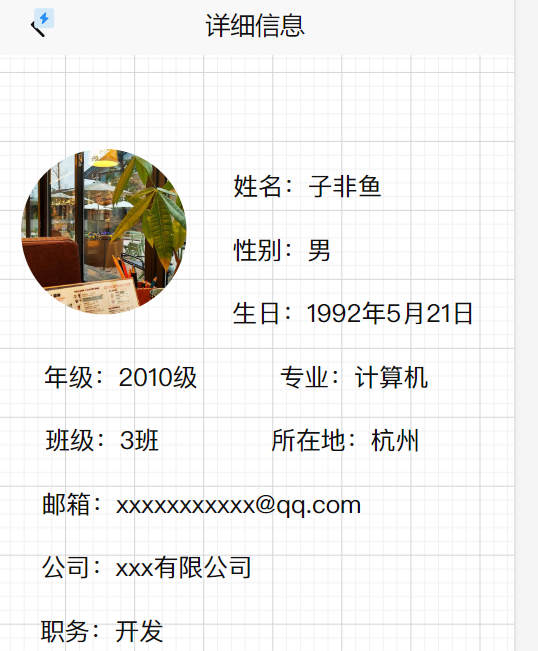 详细信息
姓名：子非鱼
性别：男
生日：1992年5月21日
年级：2010级 专业：计算机
班级：3班 所在地：杭州
邮箱：xxxxxxxxxxx@qq.com
公司：xxx有限公司
职务：开发